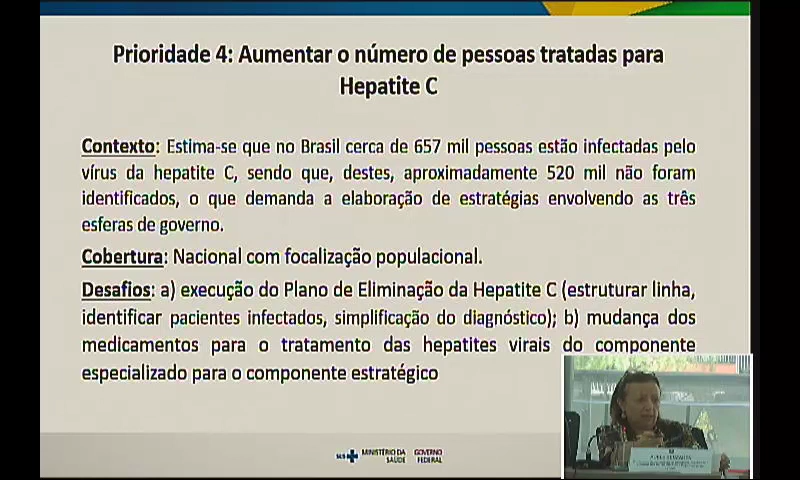 Prioridade 4: Aumentar o número de pessoas tratadas para
Hepatite C
Contexto: Estima-se que no Brasil cerca de 657 mil pessoas estão infectadas pelo
vírus da hepatite C, sendo que, destes, aproximadamente 520 mil não foram
identificados, o que demanda a elaboração de estratégias envolvendo as três
esferas de governo.
Cobertura: Nacional com focalização populacional.
Desafios: a) execução do Plano de Eliminação da Hepatite C (estruturar linha,
identificar pacientes infectados, simplificação do diagnóstico); b) mudança dos
medicamentos para o tratamento das hepatites virais do componente
especializado para o componente estratégico
SUS MINISTÉRIO DA SAÚDE GOVERNO FEDERAL